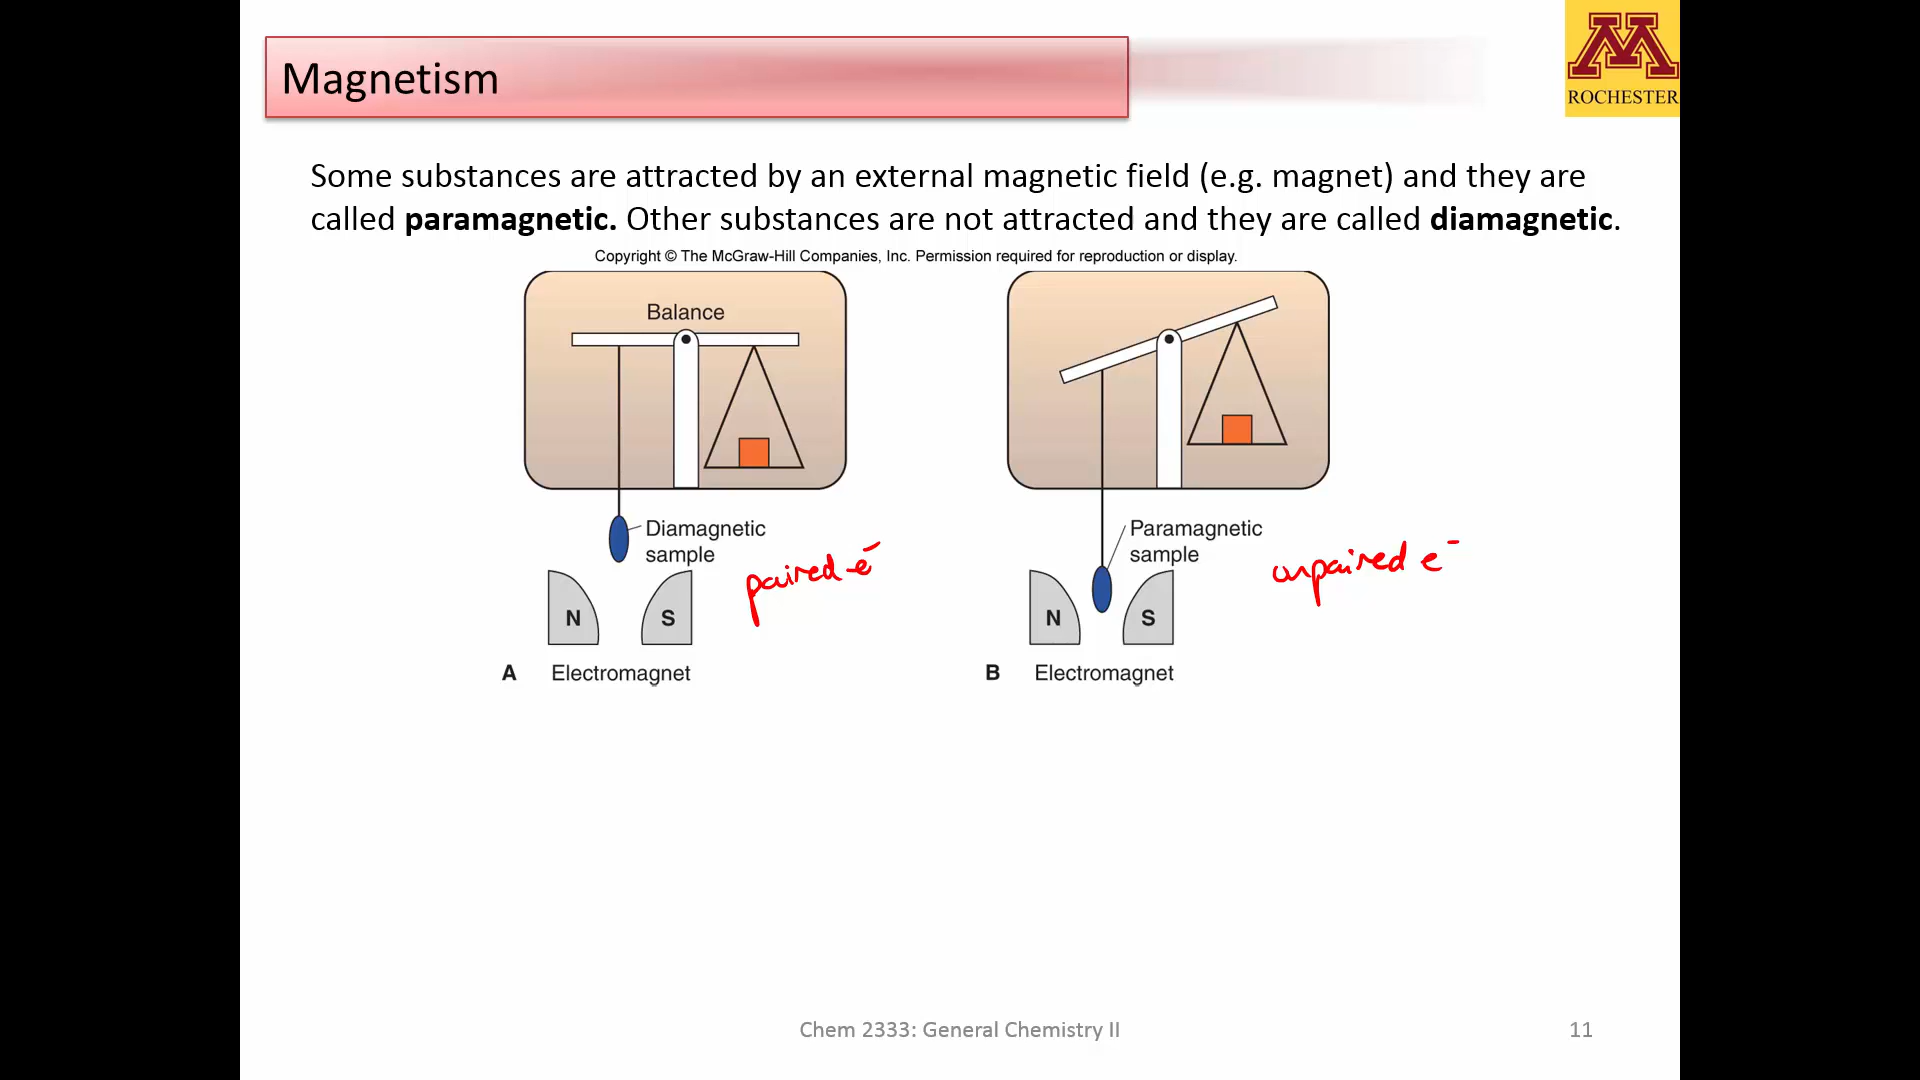 Magnetism
M
ROCHESTER
Some substances are attracted by an external magnetic field (e.g. magnet) and they are
called paramagnetic. Other substances are not attracted and they are called diamagnetic.
Copyright © The McGraw-Hill Companies, Inc. Permission required for reproduction or display.
Balance
Diamagnetic
sample
paired e⁻
N
S
A
Electromagnet
Paramagnetic
sample
unpaired e⁻
N
S
B
Electromagnet
Chem 2333: General Chemistry II
11